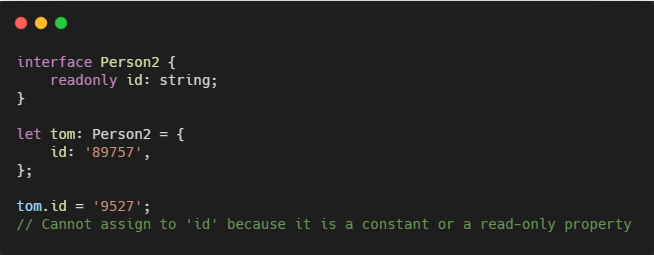 interface Person2 {
    readonly id: string;
}

let tom: Person2 = {
    id: '89757',
};

tom.id = '9527';
// Cannot assign to 'id' because it is a constant or a read-only property